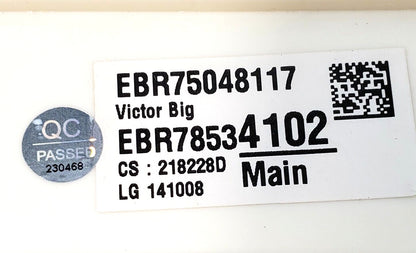 EBR75048117
Victor Big
EBR78534102
CS : 218228D
Main
LG 141008
QC
PASSED
230468